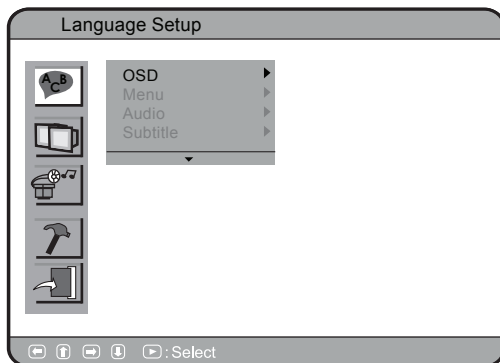 Language Setup
A C B
OSD
Menu
Audio
Subtitle
: Select